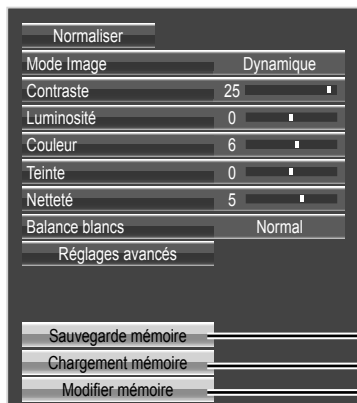 Normaliser
Mode Image Dynamique
Contraste 25
Luminosité 0
Couleur 6
Teinte 0
Netteté 5
Balance blancs Normal
Réglages avancés
Sauvegarde mémoire
Chargement mémoire
Modifier mémoire